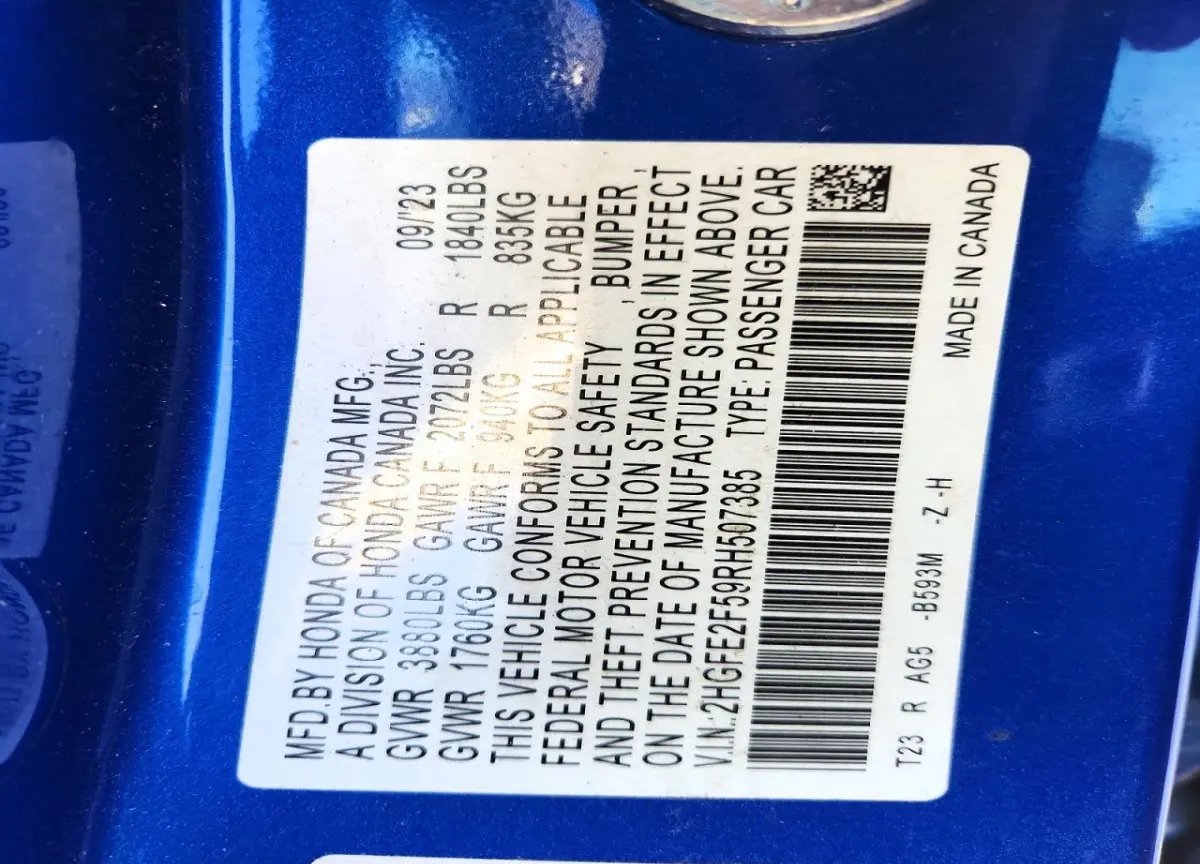 MFD.BY HONDA OF CANADA MFG.,
A DIVISION OF HONDA CANADA INC. 09/'23
GVWR 3880LBS GAWR F 2072LBS R 1840LBS
GVWR 1760KG GAWR F 940KG R 835KG
THIS VEHICLE CONFORMS TO ALL APPLICABLE
FEDERAL MOTOR VEHICLE SAFETY , BUMPER ,
AND THEFT PREVENTION STANDARDS IN EFFECT
ON THE DATE OF MANUFACTURE SHOWN ABOVE.
V.I.N.:2HGFE2F59RH507385 TYPE: PASSENGER CAR
T23 R AG5 -B593M -Z-H
MADE IN CANADA